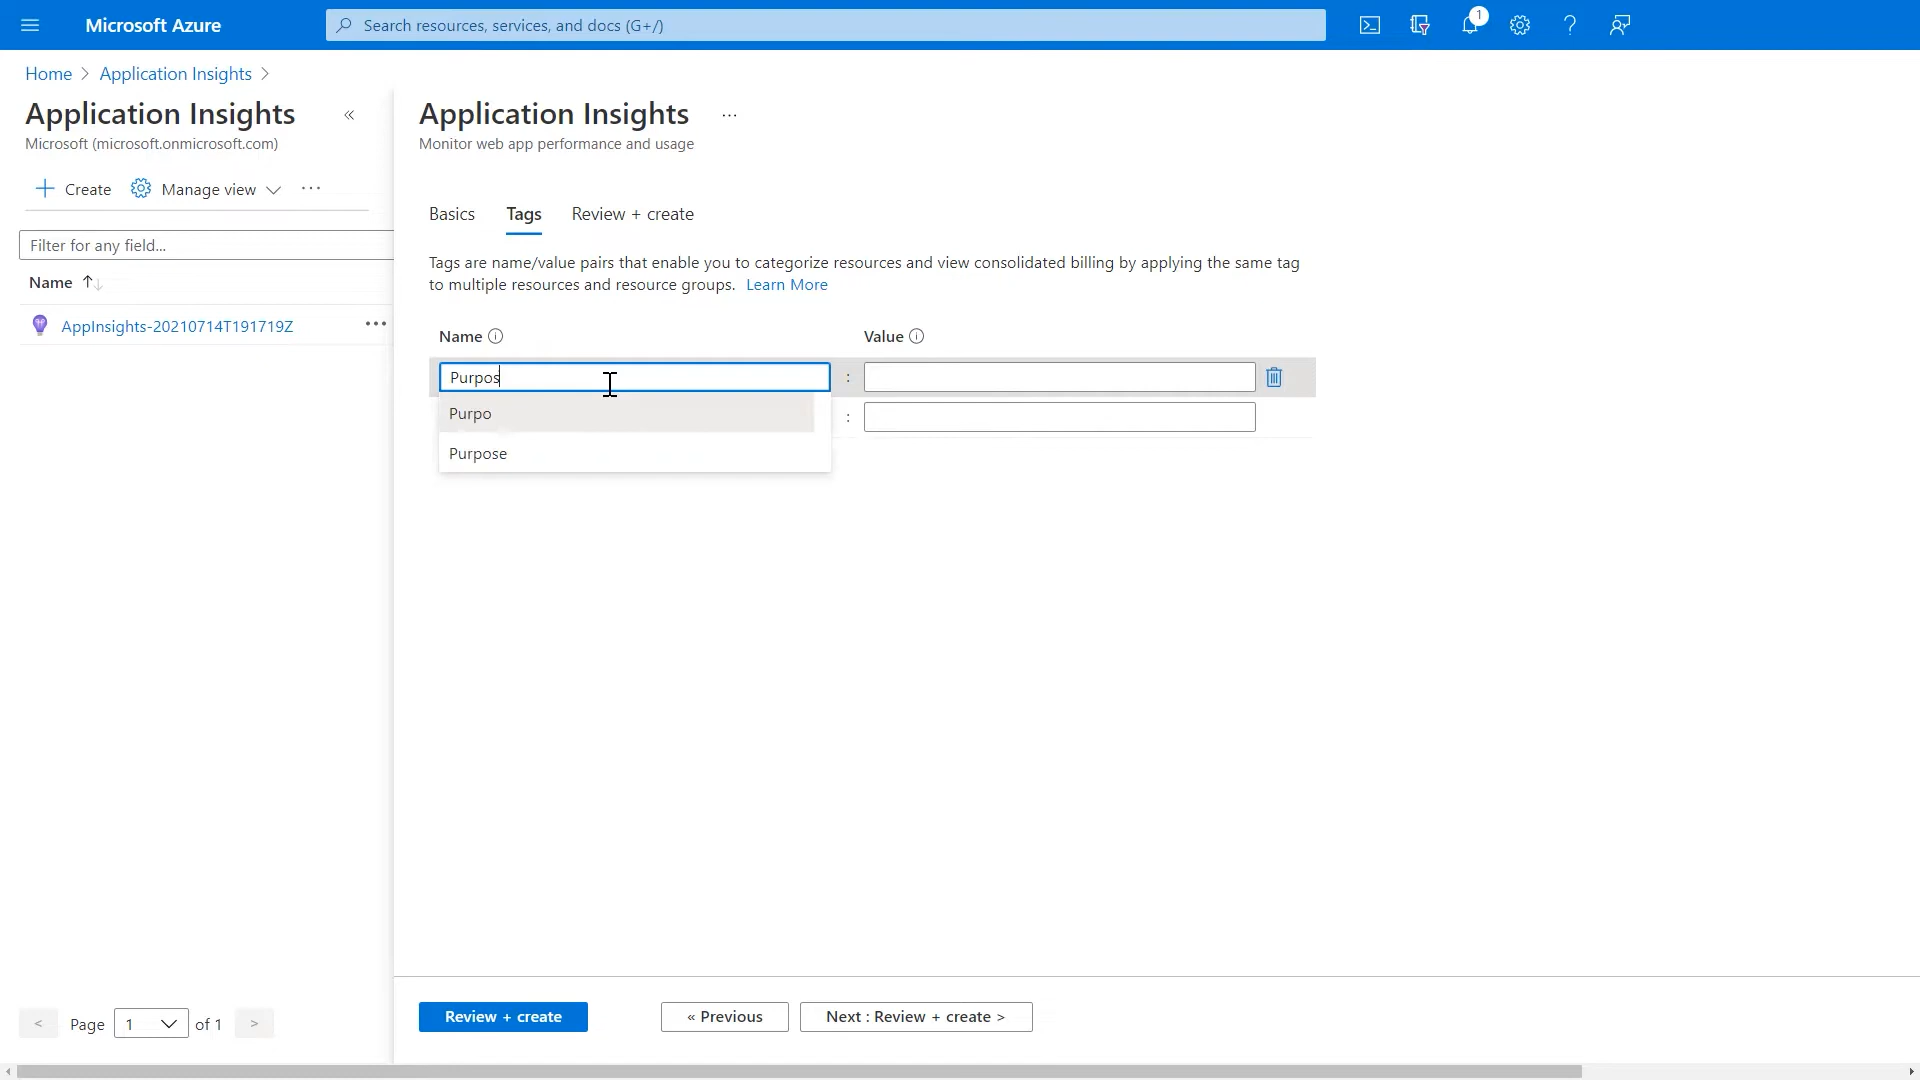 Microsoft Azure
Search resources, services, and docs (G+/)
1
Home > Application Insights >
Application Insights
«
Microsoft (microsoft.onmicrosoft.com)
+ Create
Manage view
...
Filter for any field...
Name ↑↓
AppInsights-20210714T191719Z
...
< Page 1 of 1 >
Application Insights
...
Monitor web app performance and usage
Basics
Tags
Review + create
Tags are name/value pairs that enable you to categorize resources and view consolidated billing by applying the same tag
to multiple resources and resource groups. Learn More
Name
Value
Purpos
:
Purpo
:
Purpose
Review + create
« Previous
Next : Review + create >